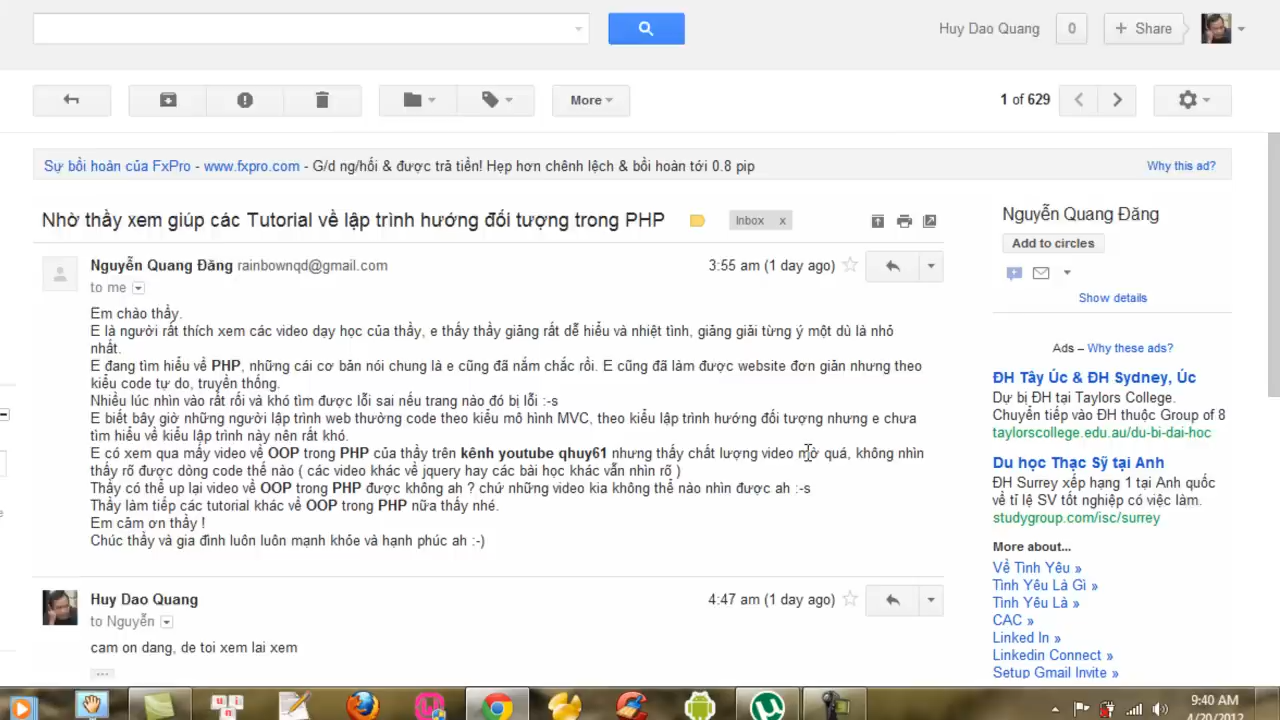 Huy Dao Quang
0
+ Share
More
1 of 629
Sự bồi hoàn của FxPro - www.fxpro.com - G/d ng/hối & được trả tiền! Hẹp hơn chênh lệch & bồi hoàn tới 0.8 pip
Why this ad?
Nhờ thầy xem giúp các Tutorial về lập trình hướng đối tượng trong PHP
Inbox x
Nguyễn Quang Đăng rainbownqd@gmail.com
3:55 am (1 day ago)
to me
Em chào thầy.
E là người rất thích xem các video dạy học của thầy, e thấy thầy giảng rất dễ hiểu và nhiệt tình, giảng giải từng ý một dù là nhỏ
nhất.
E đang tìm hiểu về PHP, những cái cơ bản nói chung là e cũng đã nắm chắc rồi. E cũng đã làm được website đơn giản nhưng theo
kiểu code tự do, truyền thống.
Nhiều lúc nhìn vào rất rối và khó tìm được lỗi sai nếu trang nào đó bị lỗi :-s
E biết bây giờ những người lập trình web thường code theo kiểu mô hình MVC, theo kiểu lập trình hướng đối tượng nhưng e chưa
tìm hiểu về kiểu lập trình này nên rất khó.
E có xem qua mấy video về OOP trong PHP của thầy trên kênh youtube qhuy61 nhưng thấy chất lượng video mờ quá, không nhìn
thấy rõ được dòng code thế nào ( các video khác về jquery hay các bài học khác vẫn nhìn rõ )
Thầy có thể up lại video về OOP trong PHP được không ah ? chứ những video kia không thể nào nhìn được ah :-s
Thầy làm tiếp các tutorial khác về OOP trong PHP nữa thầy nhé.
Em cảm ơn thầy !
Chúc thầy và gia đình luôn luôn mạnh khỏe và hạnh phúc ah :-)
Huy Dao Quang
4:47 am (1 day ago)
to Nguyễn
cam on dang, de toi xem lai xem
...
Nguyễn Quang Đăng
Add to circles
Show details
Ads – Why these ads?
ĐH Tây Úc & ĐH Sydney, Úc
Dự bị ĐH tại Taylors College.
Chuyển tiếp vào ĐH thuộc Group of 8
taylorscollege.edu.au/du-bi-dai-hoc
Du học Thạc Sỹ tại Anh
ĐH Surrey xếp hạng 1 tại Anh quốc
về tỉ lệ SV tốt nghiệp có việc làm.
studygroup.com/isc/surrey
More about...
Về Tình Yêu »
Tình Yêu Là Gì »
Tình Yêu Là »
CAC »
Linked In »
Linkedin Connect »
Setup Gmail Invite »
9:40 AM
4/20/2012